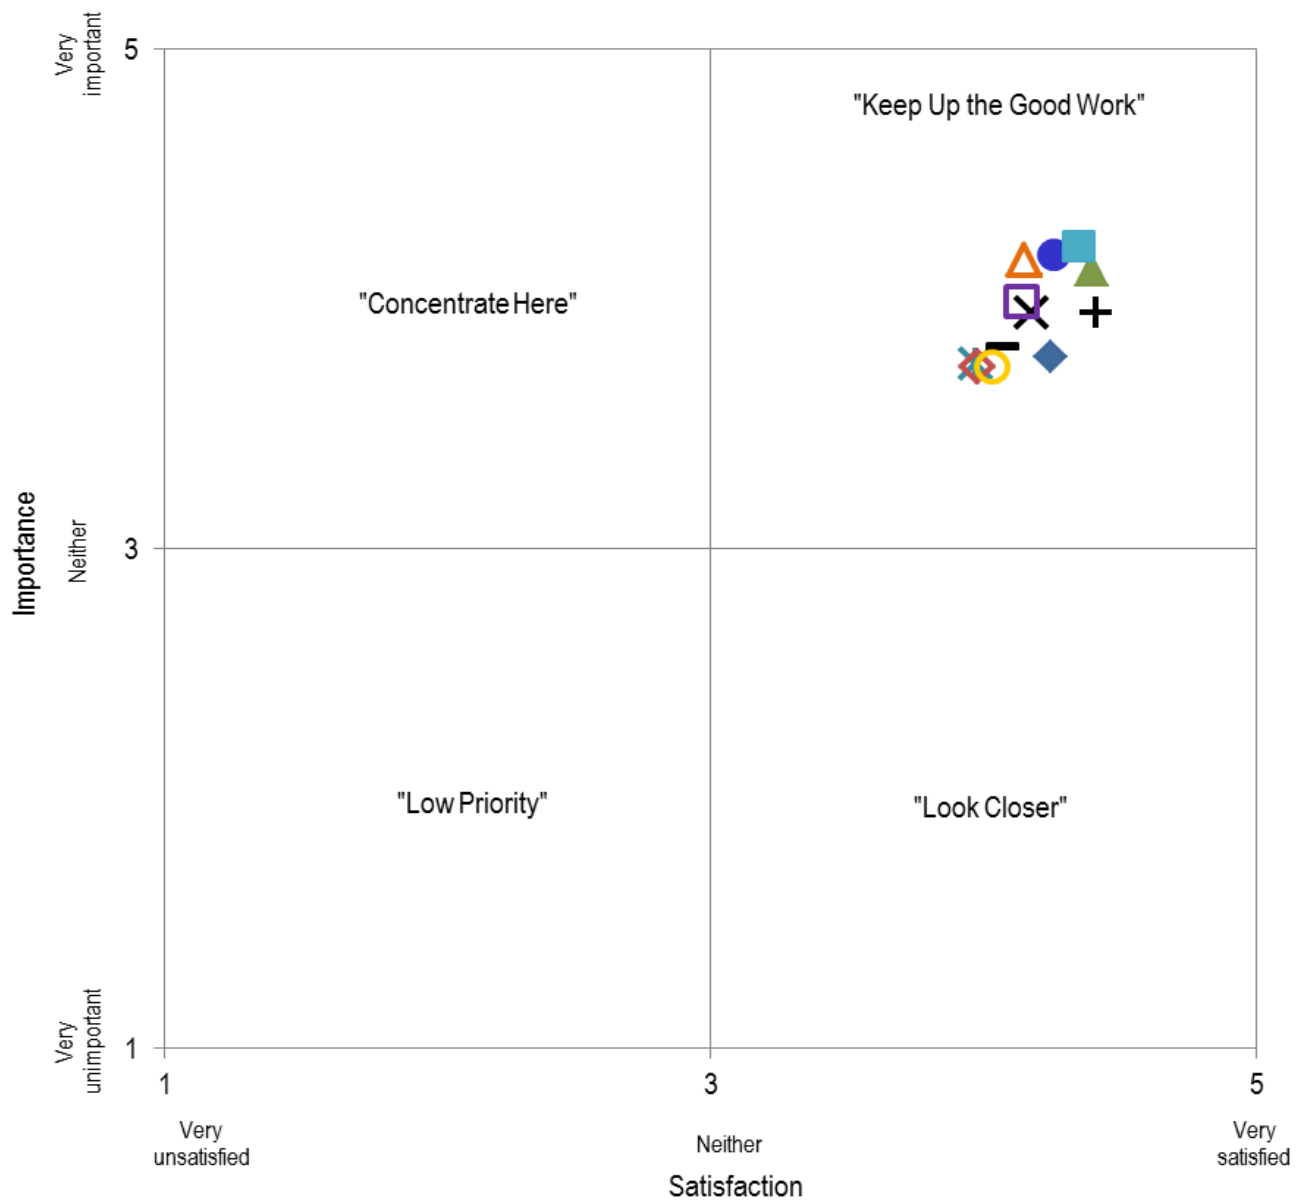 Very
important
5
"Keep Up the Good Work"
"Concentrate Here"
Importance
Neither
3
"Low Priority"
"Look Closer"
Very
unimportant
1
1
3
5
Very
unsatisfied
Neither
Very
satisfied
Satisfaction